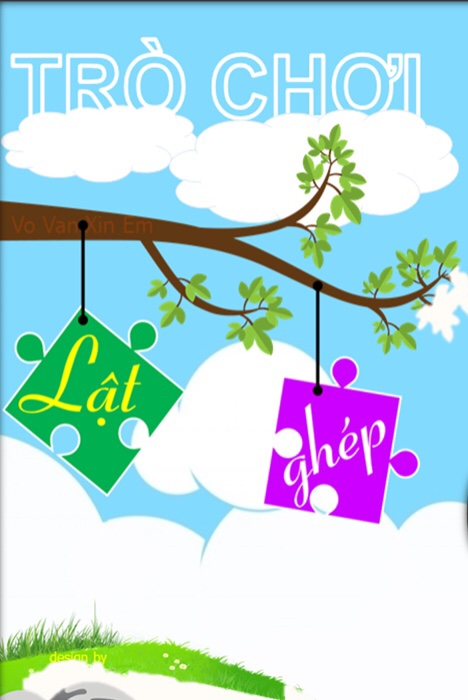 TRÒ CHƠI
Vo Van Xin Em
Lật
ghép
design by